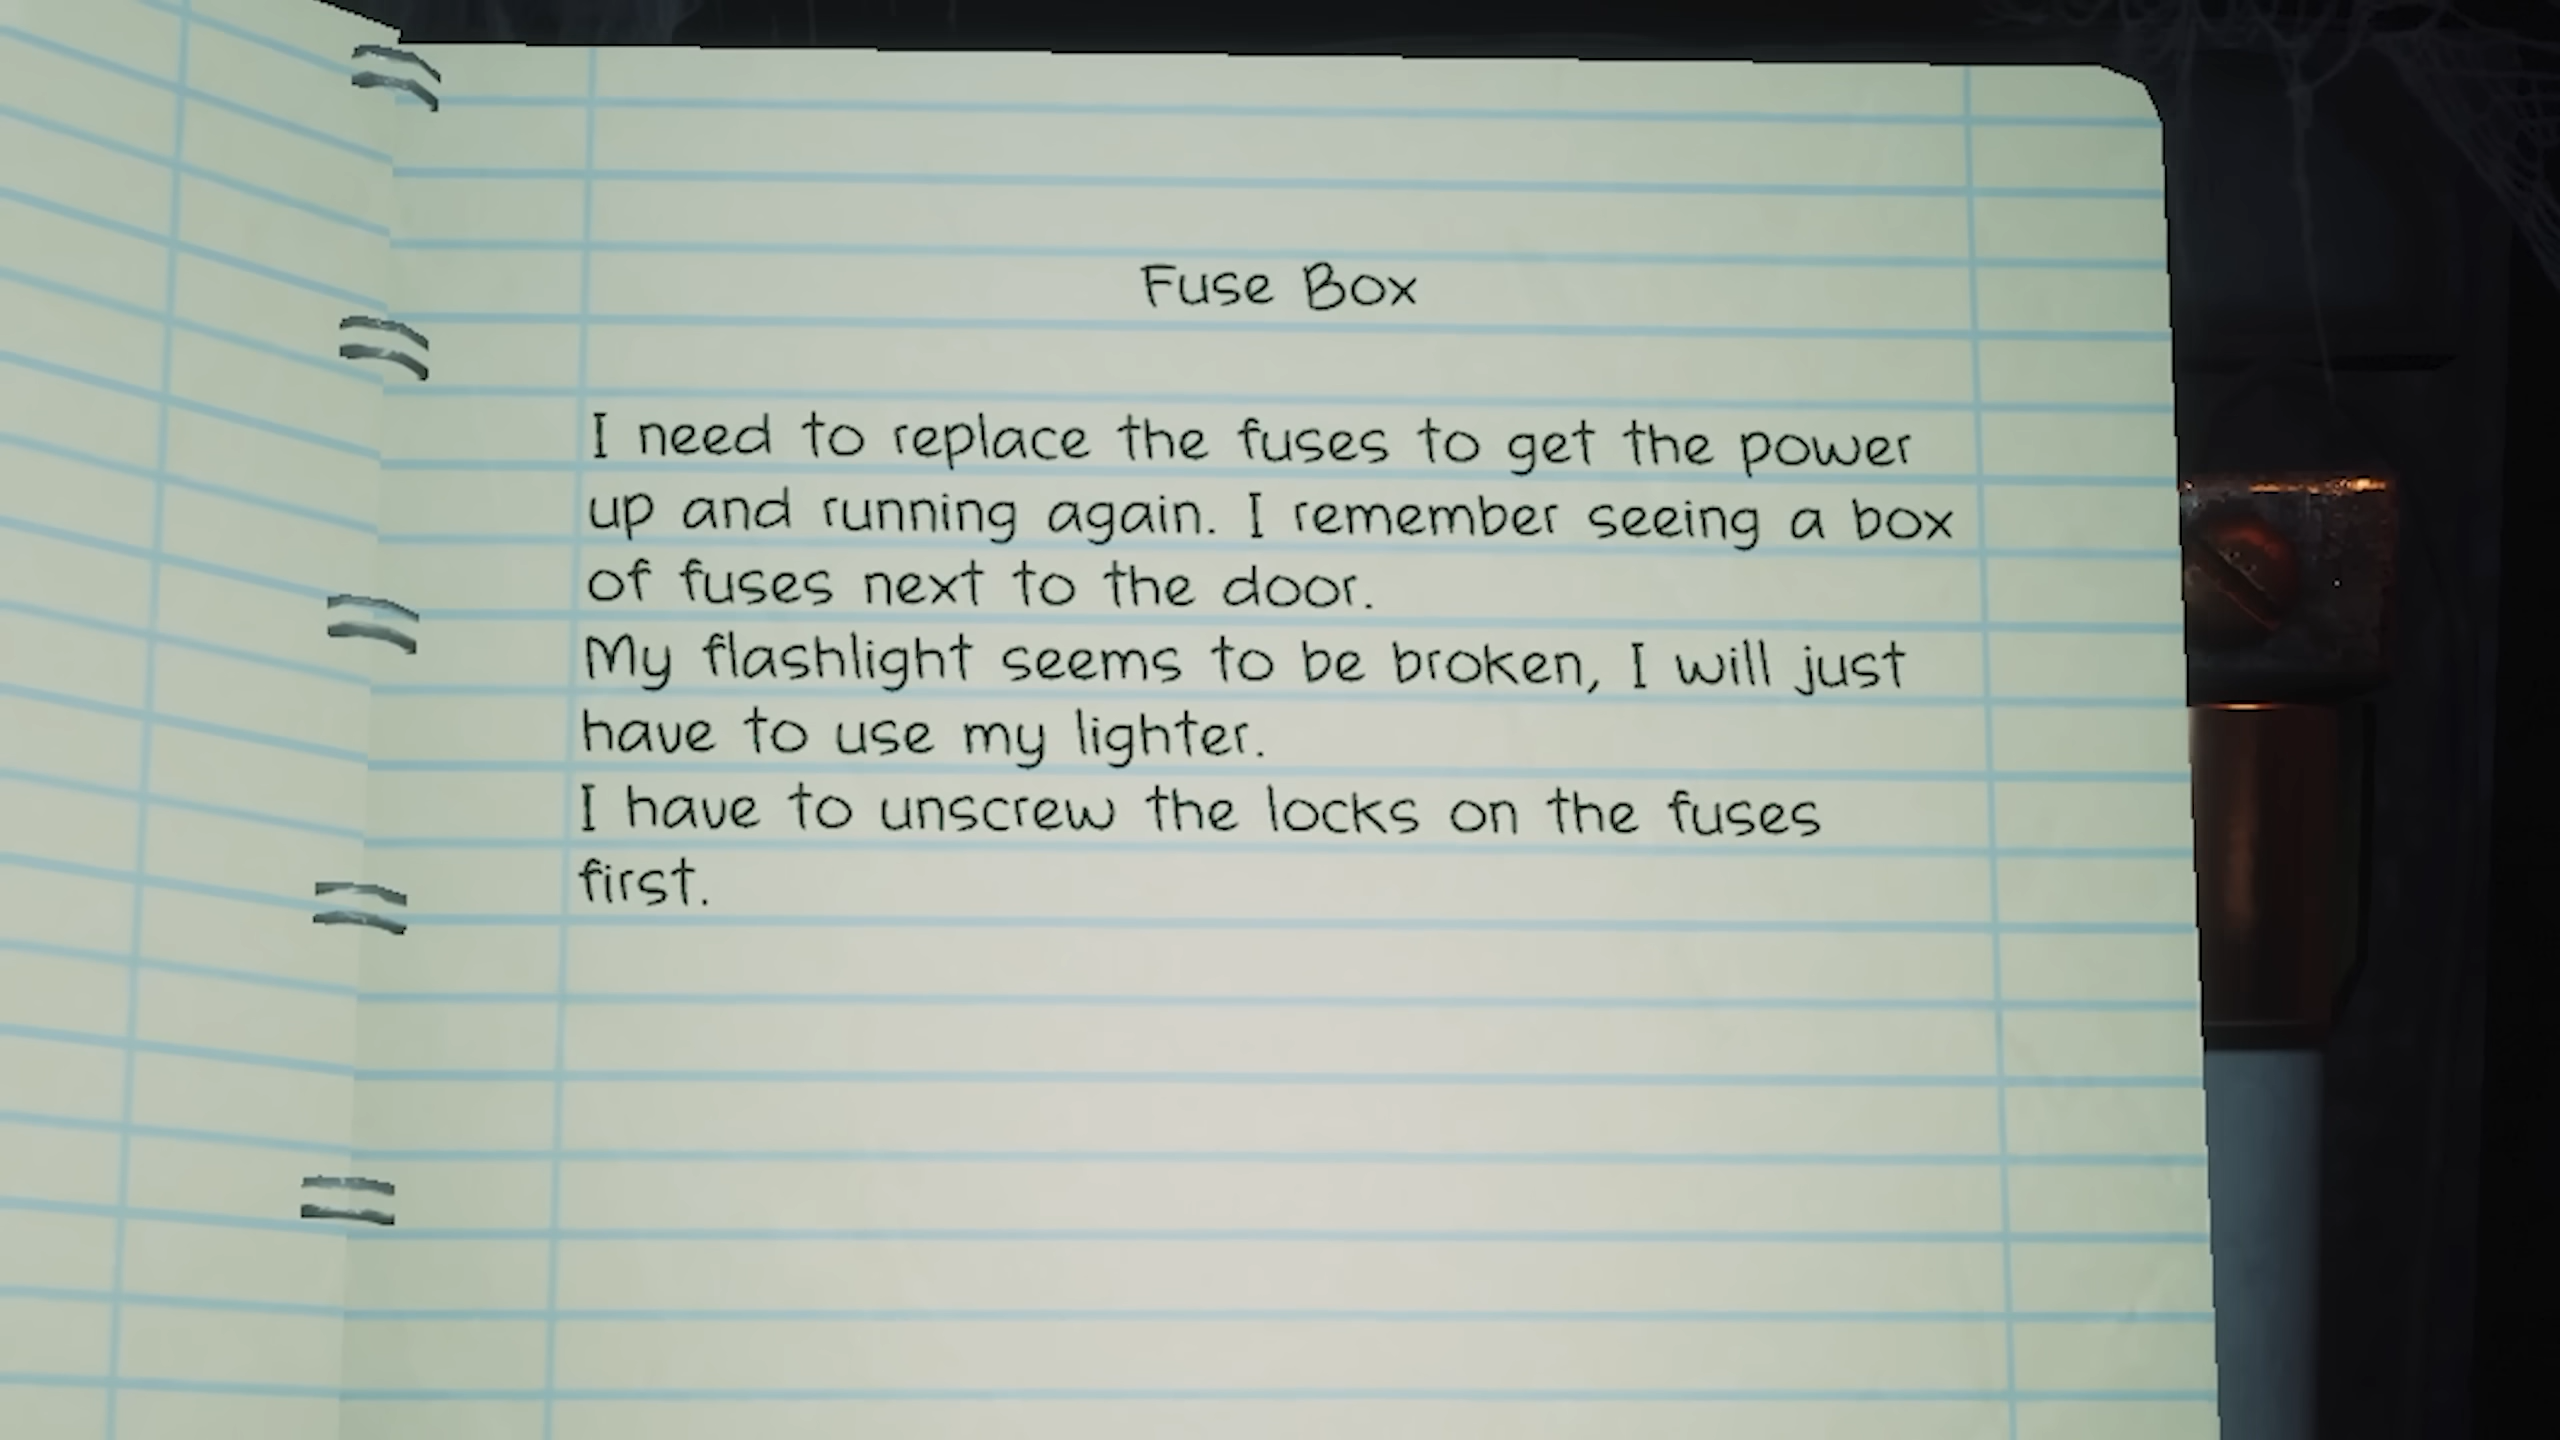 Fuse Box
I need to replace the fuses to get the power
up and running again. I remember seeing a box
of fuses next to the door.
My flashlight seems to be broken, I will just
have to use my lighter.
I have to unscrew the locks on the fuses
first.